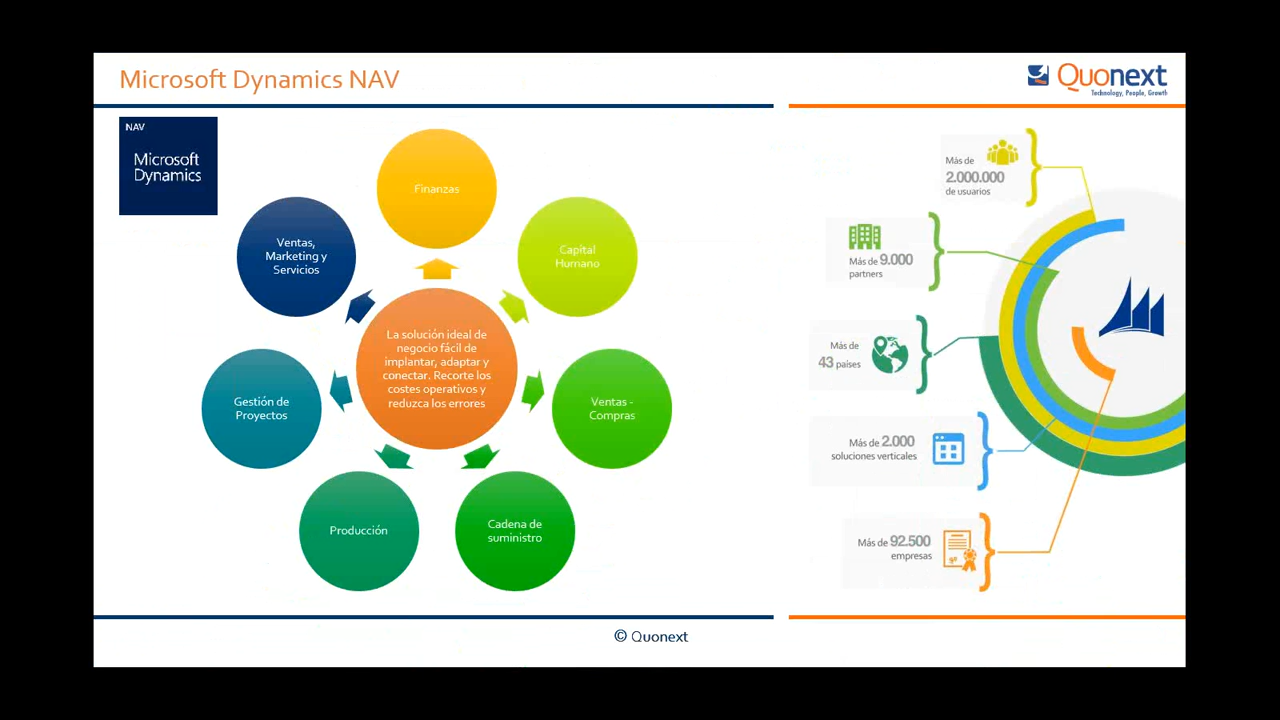 Microsoft Dynamics NAV
Quonext
Technology, People, Growth
NAV
Microsoft
Dynamics
Finanzas
Capital
Humano
Ventas -
Compras
Cadena de
suministro
Producción
Gestión de
Proyectos
Ventas,
Marketing y
Servicios
La solución ideal de
negocio fácil de
implantar, adaptar y
conectar. Recorte los
costes operativos y
reduzca los errores
Más de
2.000.000
de usuarios
Más de 9.000
partners
Más de
43 países
Más de 2.000
soluciones verticales
Más de 92.500
empresas
© Quonext